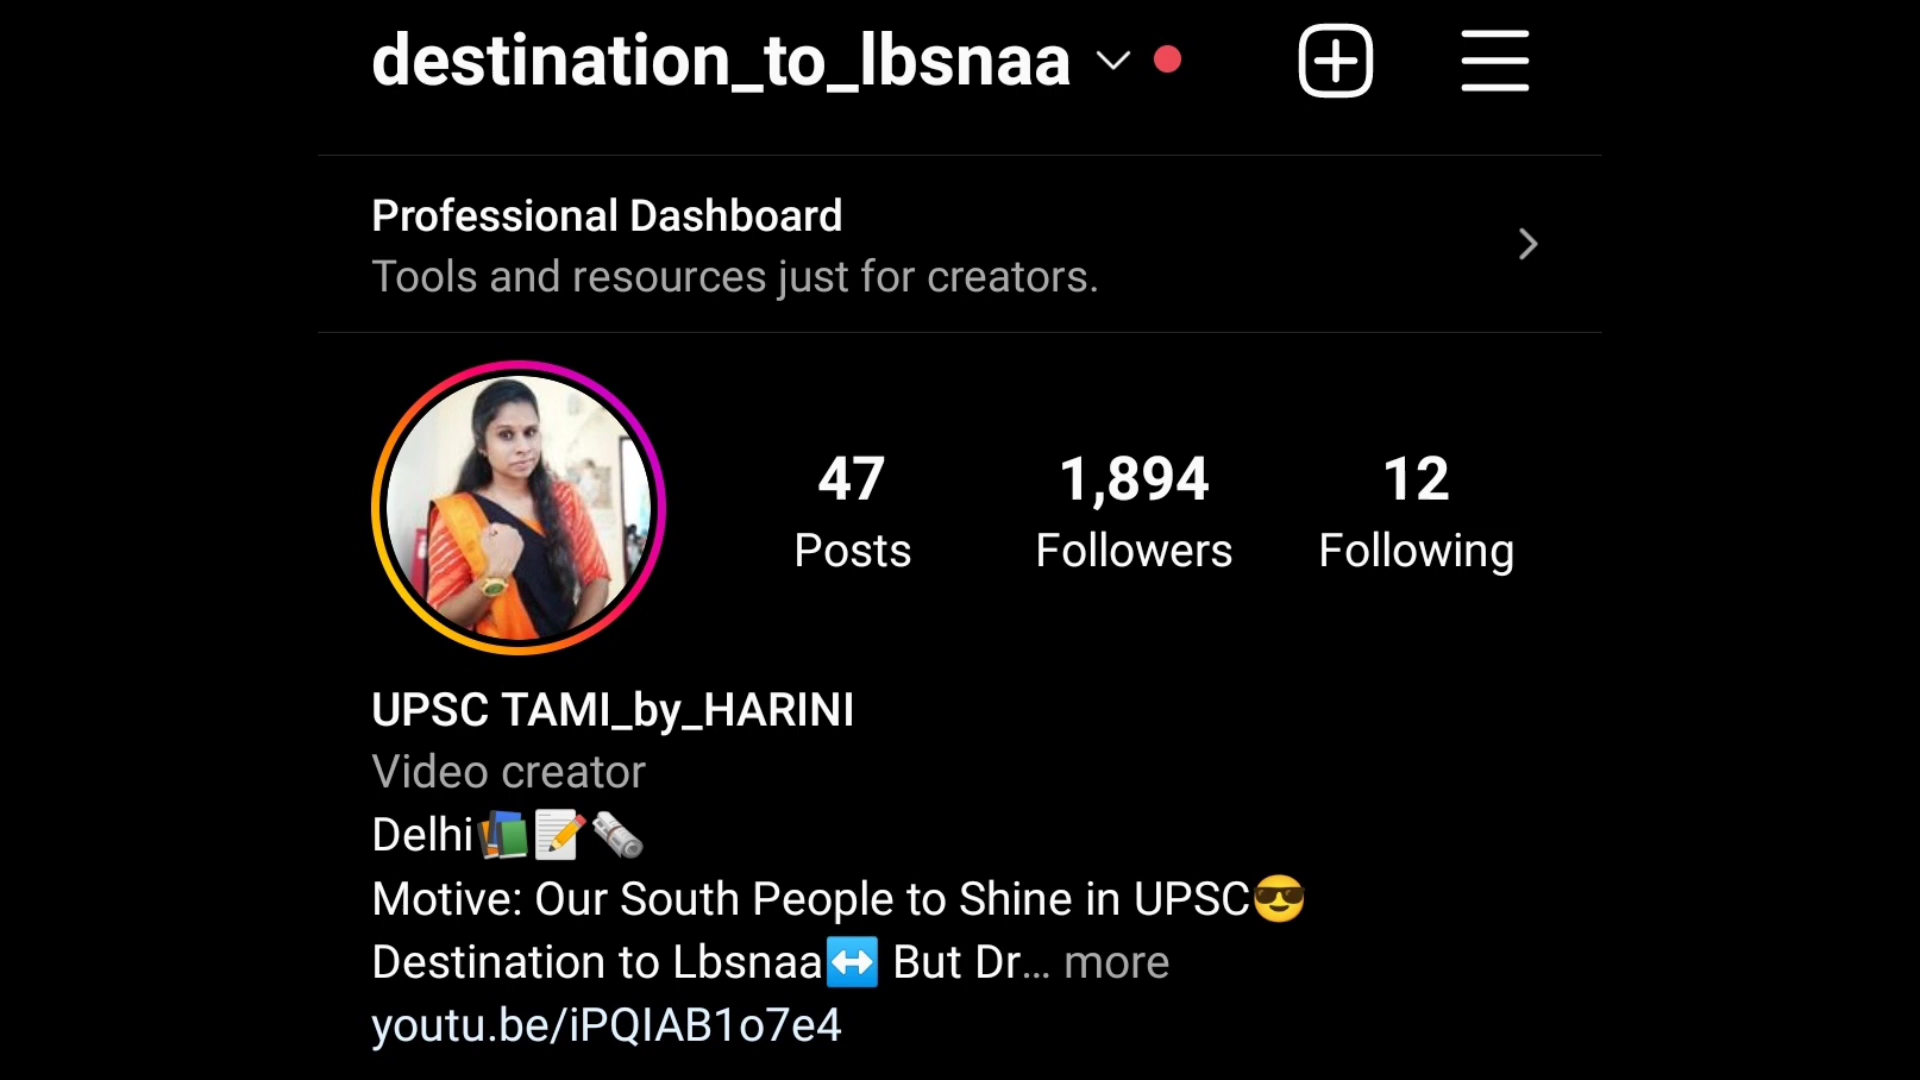 destination_to_lbsnaa
Professional Dashboard
Tools and resources just for creators.
47 1,894 12
Posts Followers Following
UPSC TAMI_by_HARINI
Video creator
Delhi📚📝🗞️
Motive: Our South People to Shine in UPSC😎
Destination to Lbsnaa↔️ But Dr... more
youtu.be/iPQIAB1o7e4